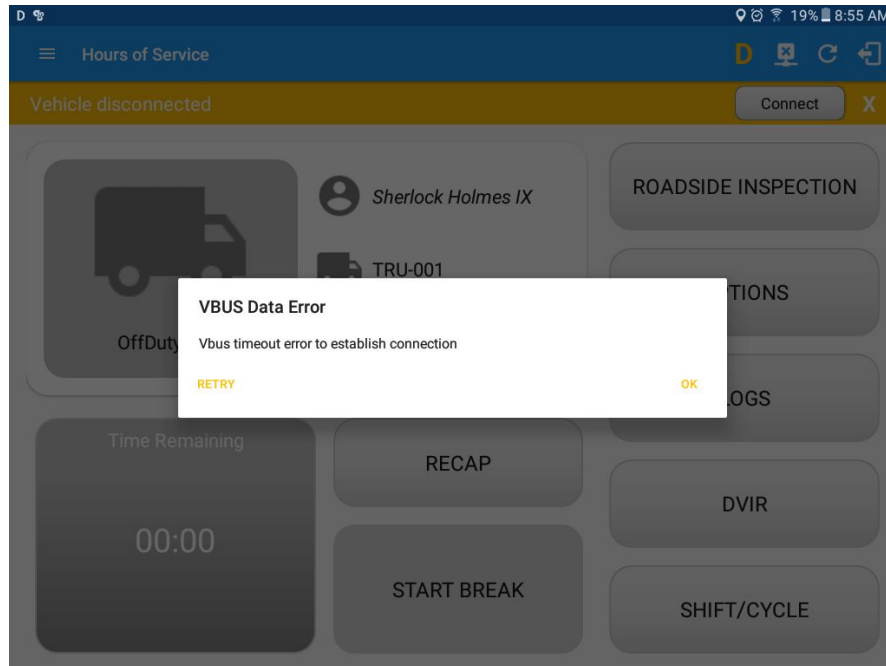 D
19% 8:55 AM
Hours of Service
D
Vehicle disconnected
Connect
X
Sherlock Holmes IX
ROADSIDE INSPECTION
TRU-001
TIONS
VBUS Data Error
OffDuty
Vbus timeout error to establish connection
RETRY
OK
LOGS
Time Remaining
RECAP
00:00
DVIR
START BREAK
SHIFT/CYCLE